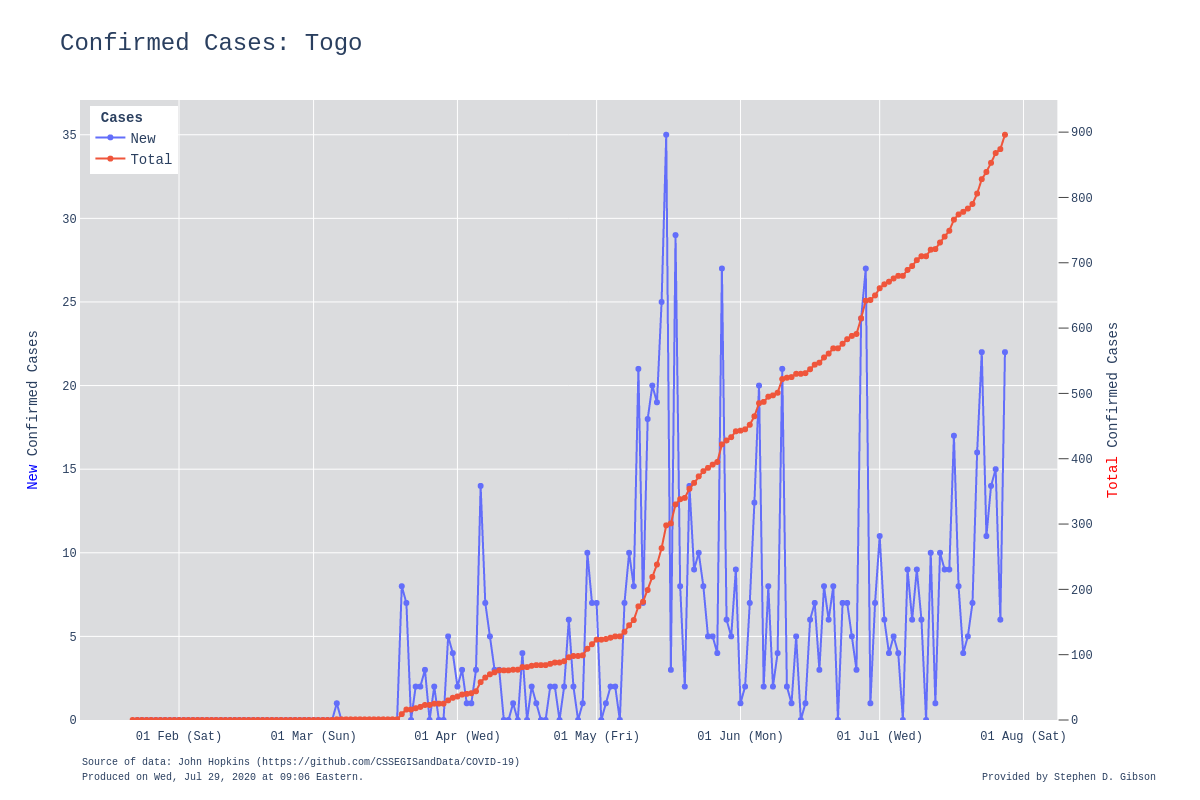 Confirmed Cases: Togo
Cases
New
Total
35
30
25
20
15
10
5
0
900
800
700
600
500
400
300
200
100
0
New Confirmed Cases
Total Confirmed Cases
01 Feb (Sat)
01 Mar (Sun)
01 Apr (Wed)
01 May (Fri)
01 Jun (Mon)
01 Jul (Wed)
01 Aug (Sat)
Source of data: John Hopkins (https://github.com/CSSEGISandData/COVID-19)
Produced on Wed, Jul 29, 2020 at 09:06 Eastern.
Provided by Stephen D. Gibson